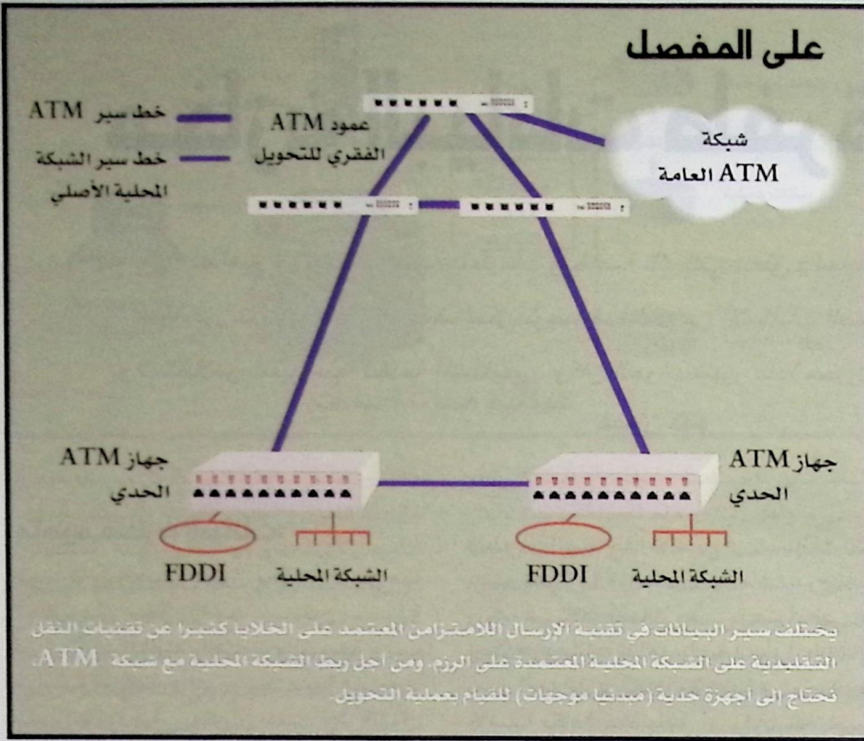 على المفصل
خط سير ATM
خط سير الشبكة
المحلية الأصلي
عمود ATM
الفقري للتحويل
شبكة
ATM العامة
جهاز ATM
الحدي
جهاز ATM
الحدي
FDDI
الشبكة المحلية
FDDI
الشبكة المحلية
يختلف سير البيانات في تقنية الإرسال اللامتزامن المعتمد على الخلايا كثيرا عن تقنيات النقل
التقليدية على الشبكة المحلية المعتمدة على الرزم. ومن أجل ربط الشبكة المحلية مع شبكة ATM،
نحتاج إلى أجهزة حدية (مبدئيا موجهات) للقيام بعملية التحويل.